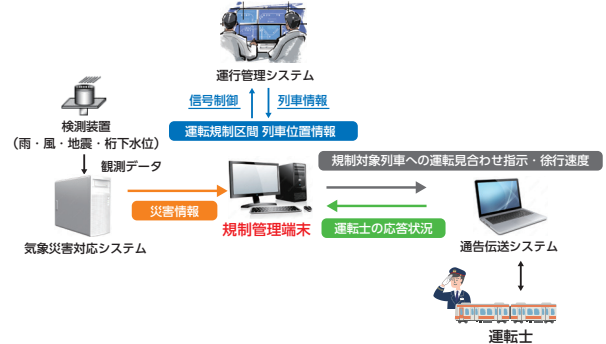 運行管理システム
信号制御
列車情報
運転規制区間 列車位置情報
検測装置
(雨・風・地震・桁下水位)
観測データ
規制対象列車への運転見合わせ指示・徐行速度
災害情報
規制管理端末
運転士の応答状況
気象災害対応システム
通告伝送システム
運転士